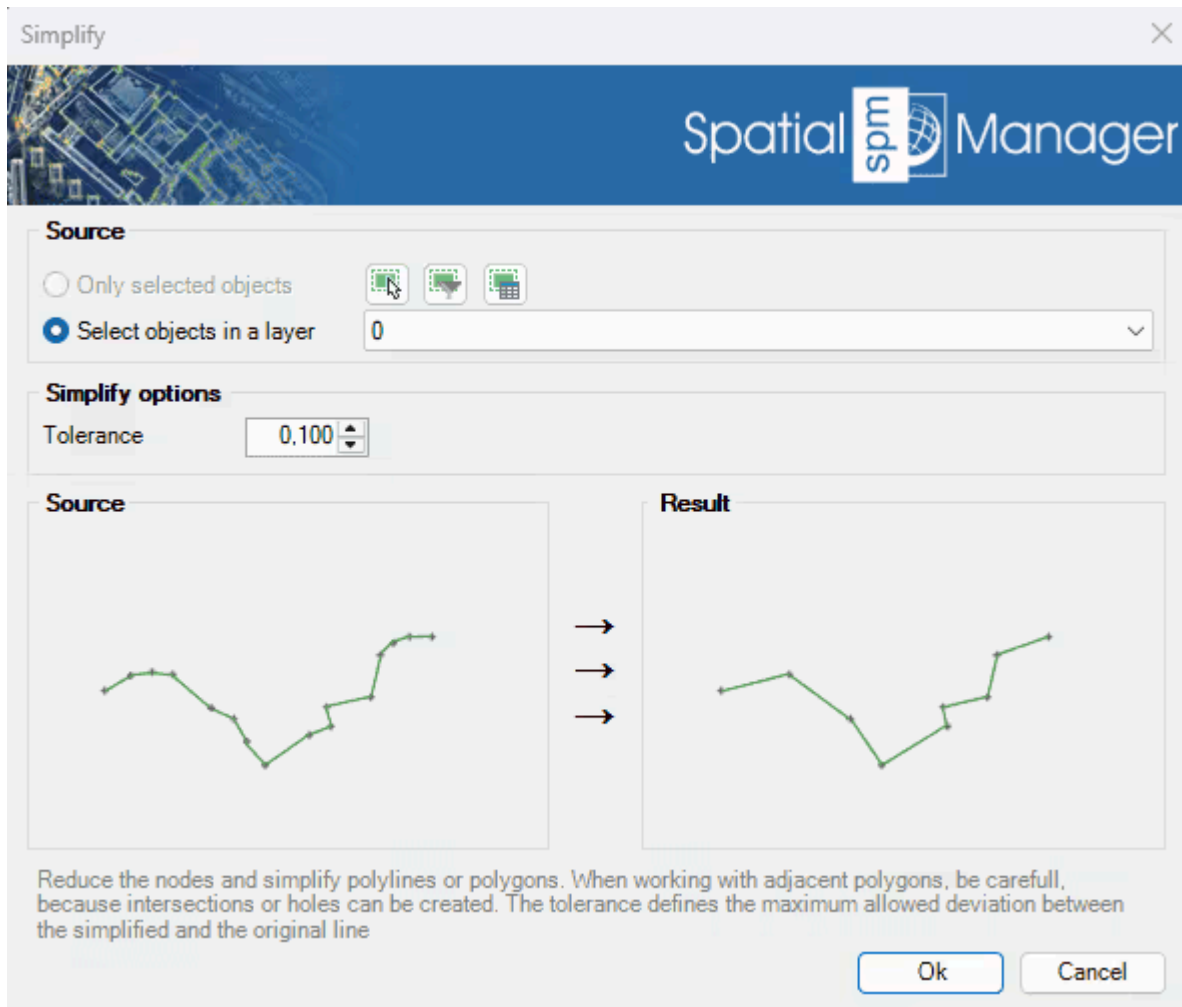 Simplify
Spatial spm Manager
Source
Only selected objects
Select objects in a layer 0
Simplify options
Tolerance 0,100
Source Result
Reduce the nodes and simplify polylines or polygons. When working with adjacent polygons, be carefull,
because intersections or holes can be created. The tolerance defines the maximum allowed deviation between
the simplified and the original line
Ok Cancel